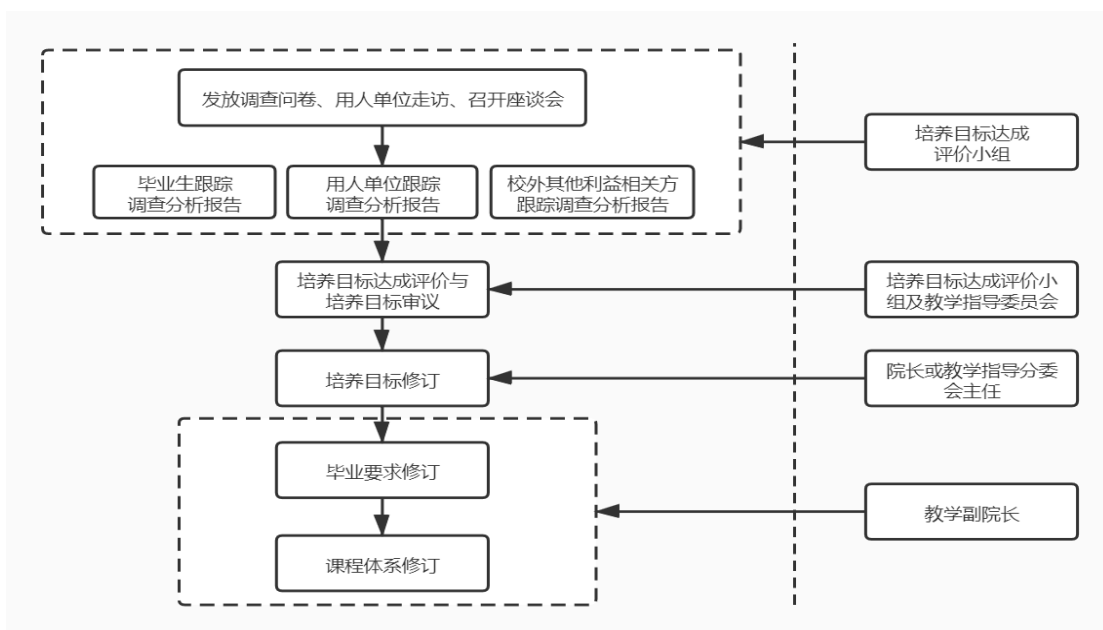 发放调查问卷、用人单位走访、召开座谈会
培养目标达成
评价小组
毕业生跟踪
调查分析报告
用人单位跟踪
调查分析报告
校外其他利益相关方
跟踪调查分析报告
培养目标达成评价与
培养目标审议
培养目标达成评价小
组及教学指导委员会
培养目标修订
院长或教学指导分委
会主任
毕业要求修订
教学副院长
课程体系修订